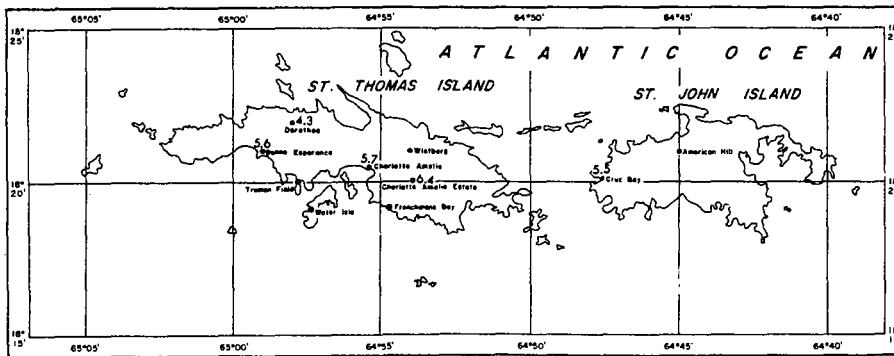 65°05' 65°00' 64°55' 64°50' 64°45' 64°40'
18° 25'
ATLANTIC OCEAN
ST. THOMAS ISLAND
ST. JOHN ISLAND
4.3
Dorothea
5.6
Bonne Esperance
Wintberg
American Hill
5.7
Charlotte Amalie
6.4
Charlotte Amalie Estate
5.5
Cruz Bay
18° 20'
Truman Field
Water Isle
Frenchmans Bay
18° 15'
65°05' 65°00' 64°55' 64°50' 64°45' 64°40'